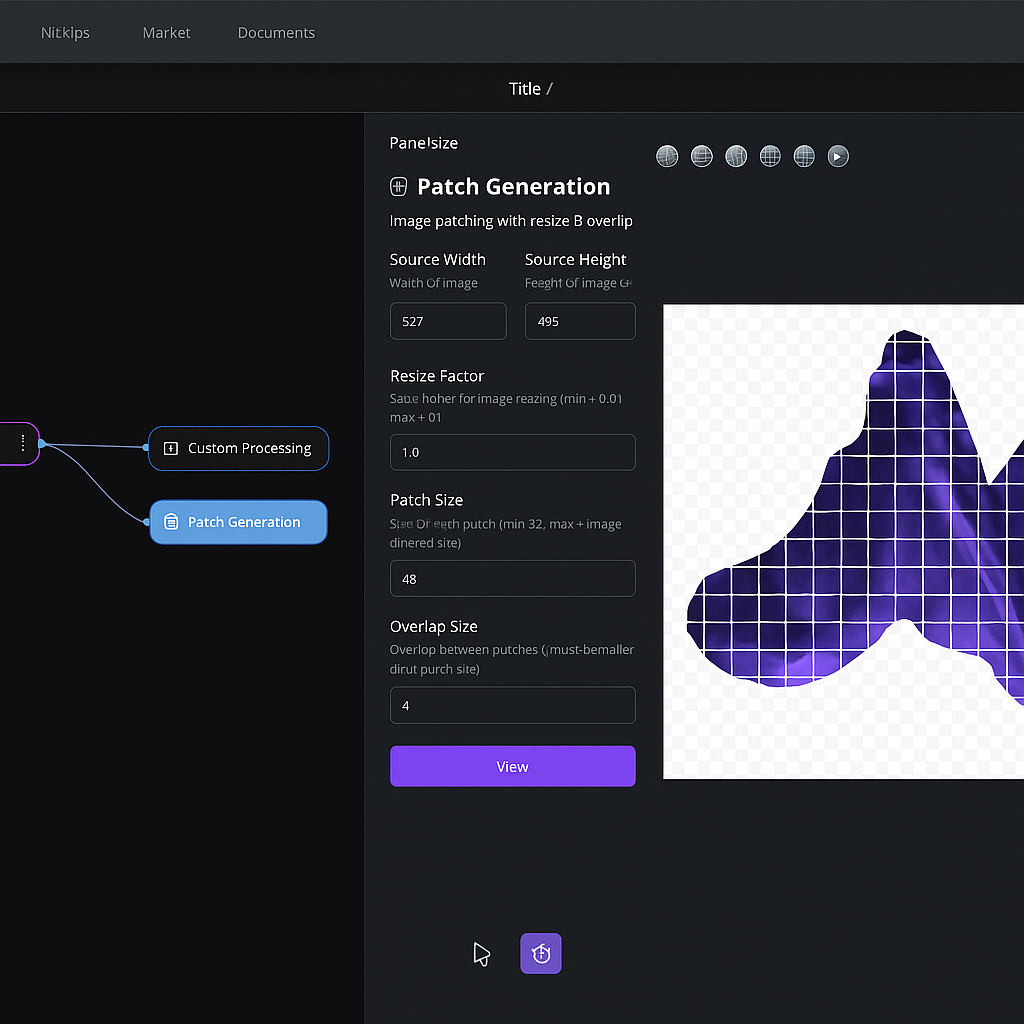 Nitkips Market Documents
Title /
Panelsize
Patch Generation
Image patching with resize B overlip
Source Width Source Height
Waith Of image Feeght Of image
527 495
Resize Factor
hoher for image reazing (min + 0.01
max + 01
1.0
Custom Processing
Patch Size
Of putch (min 32, max + image
dinered site)
Patch Generation
48
Overlap Size
Overlop between putches (must-bemaller
dirut purch site)
4
View